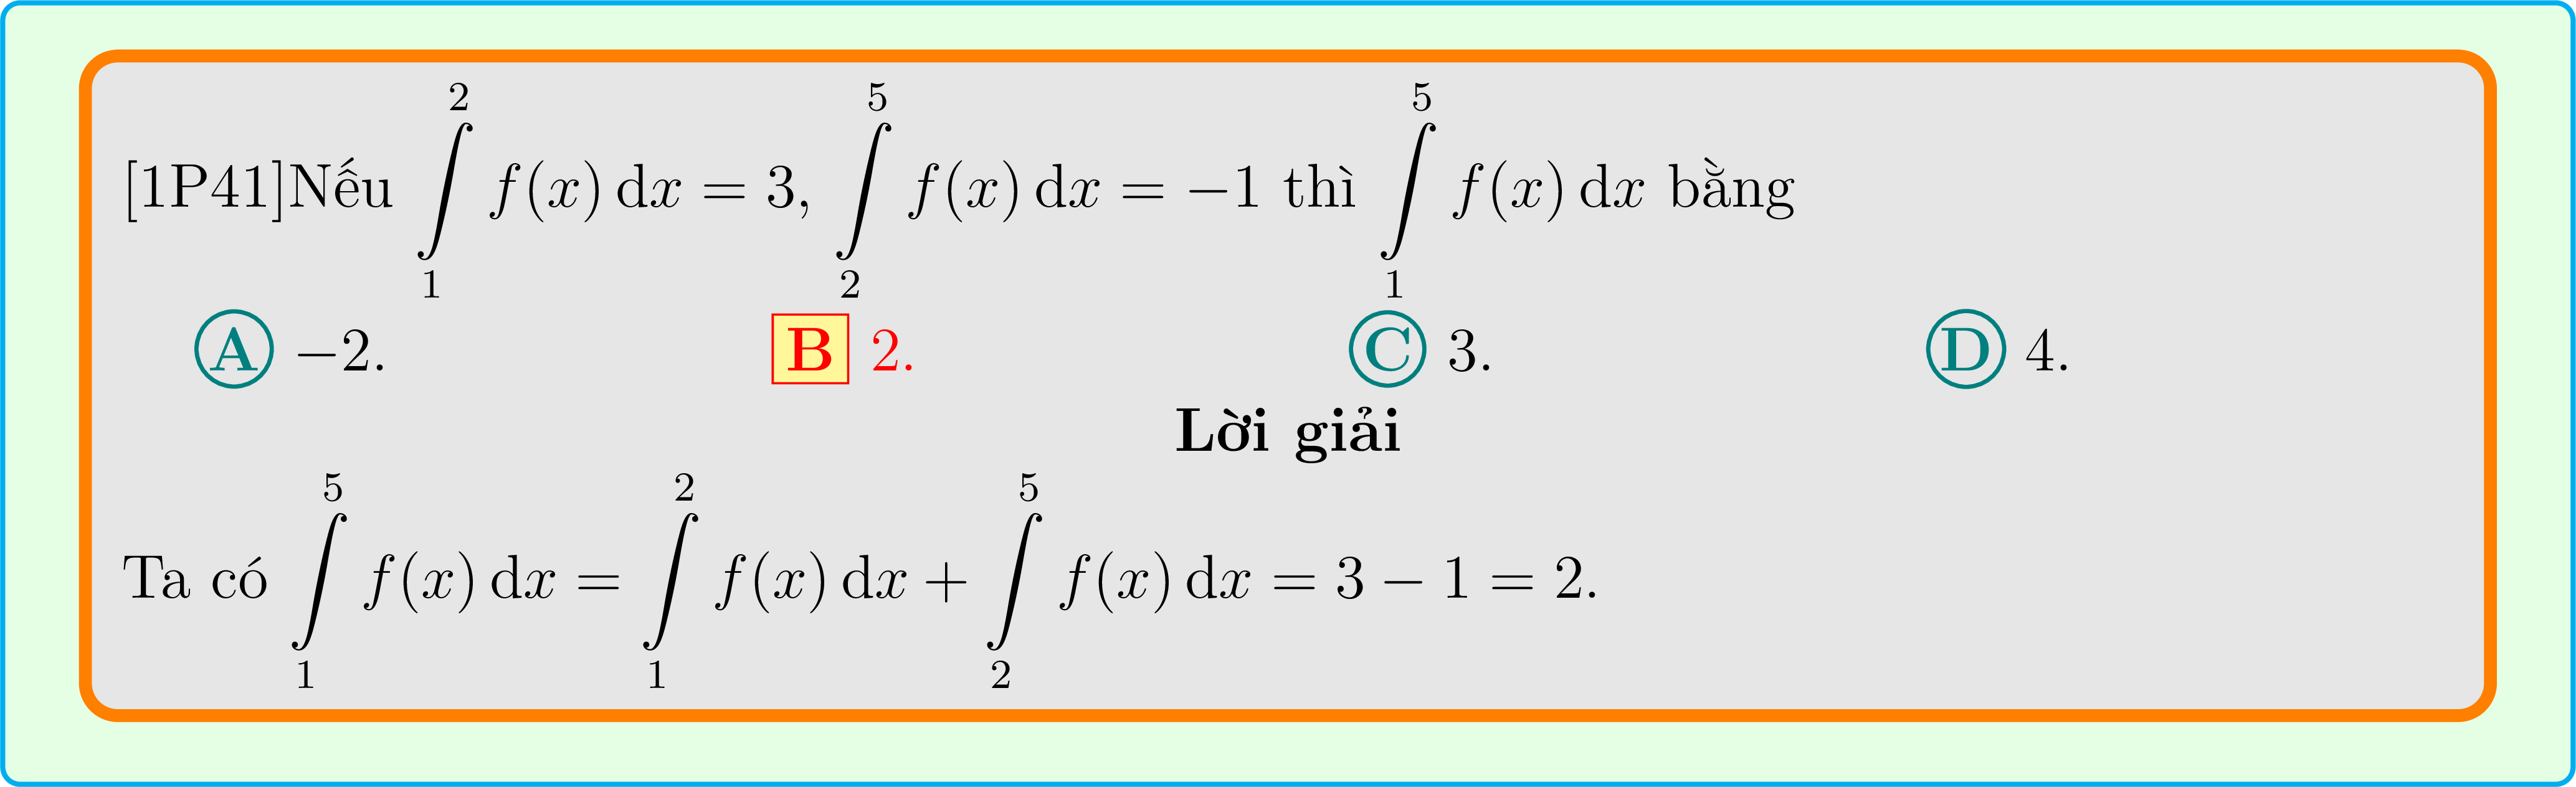 [1P41]Nếu $\int\limits_{1}^{2} f(x)\,\mathrm{d}x = 3$, $\int\limits_{2}^{5} f(x)\,\mathrm{d}x = -1$ thì $\int\limits_{1}^{5} f(x)\,\mathrm{d}x$ bằng
A −2. B 2. C 3. D 4.
Lời giải
Ta có $\int\limits_{1}^{5} f(x)\,\mathrm{d}x = \int\limits_{1}^{2} f(x)\,\mathrm{d}x + \int\limits_{2}^{5} f(x)\,\mathrm{d}x = 3 - 1 = 2.$